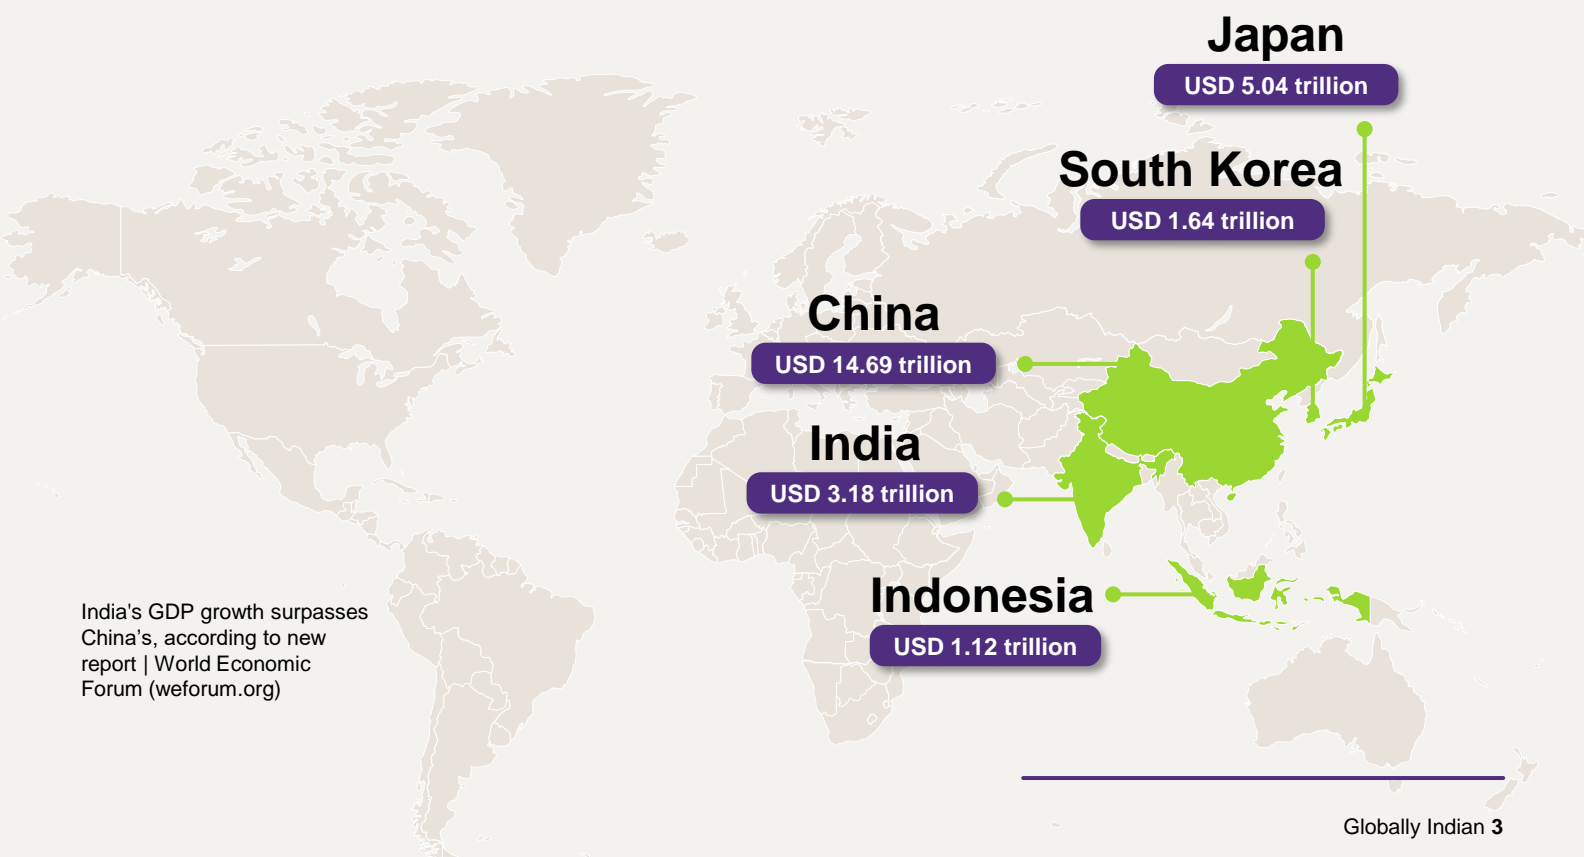 Japan
USD 5.04 trillion
South Korea
USD 1.64 trillion
China
USD 14.69 trillion
India
USD 3.18 trillion
Indonesia
USD 1.12 trillion
India's GDP growth surpasses
China’s, according to new
report | World Economic
Forum (weforum.org)
Globally Indian 3